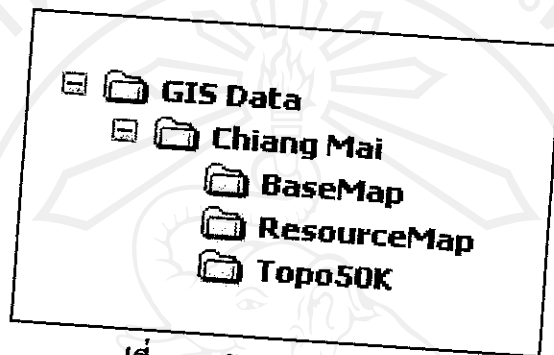 GIS Data
Chiang Mai
BaseMap
ResourceMap
Topo50K